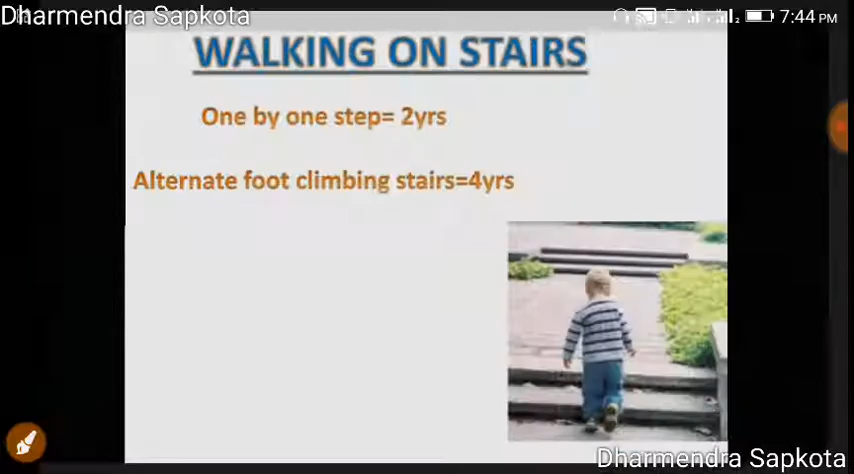 Dharmendra Sapkota
7:44 PM
WALKING ON STAIRS
One by one step= 2yrs
Alternate foot climbing stairs=4yrs
Dharmendra Sapkota